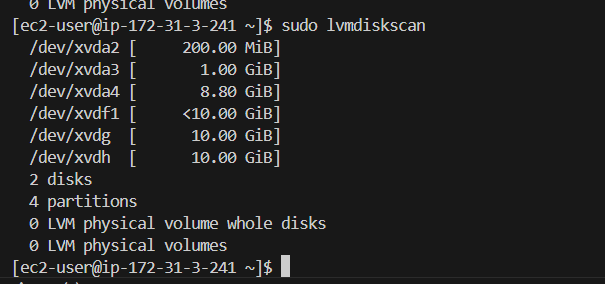 0 LVM physical volumes
[ec2-user@ip-172-31-3-241 ~]$ sudo lvmdiskscan
/dev/xvda2 [     200.00 MiB]
/dev/xvda3 [       1.00 GiB]
/dev/xvda4 [       8.80 GiB]
/dev/xvdf1 [     <10.00 GiB]
/dev/xvdg  [      10.00 GiB]
/dev/xvdh  [      10.00 GiB]
2 disks
4 partitions
0 LVM physical volume whole disks
0 LVM physical volumes
[ec2-user@ip-172-31-3-241 ~]$